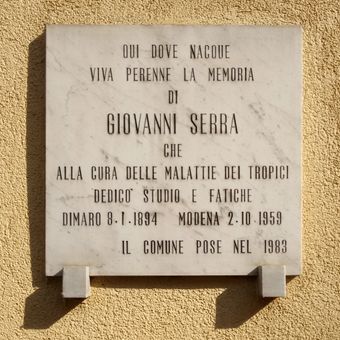 QUI DOVE NACQUE
VIVA PERENNE LA MEMORIA
DI
GIOVANNI SERRA
CHE
ALLA CURA DELLE MALATTIE DEI TROPICI
DEDICO' STUDIO E FATICHE
DIMARO 8·1·1894 MODENA 2·10·1959
IL COMUNE POSE NEL 1983